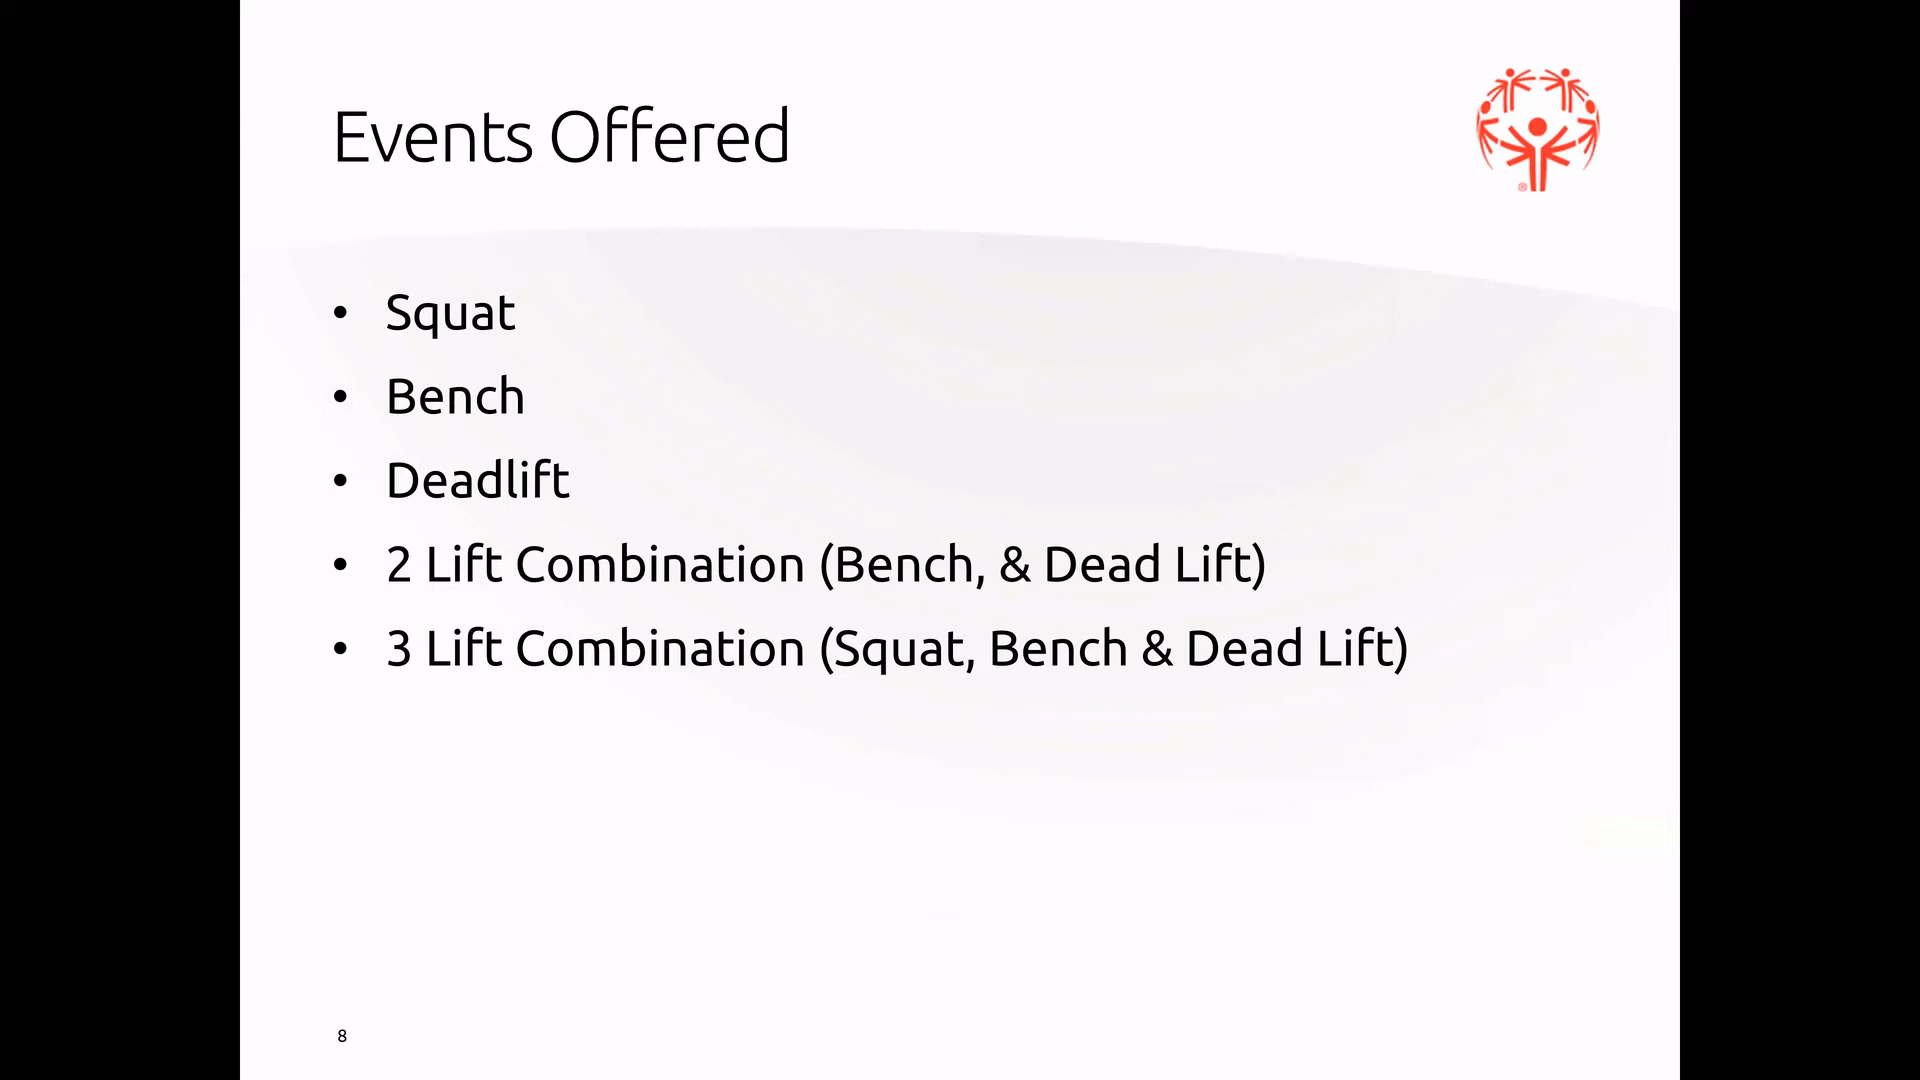 Events Offered
®
• Squat
• Bench
• Deadlift
• 2 Lift Combination (Bench, & Dead Lift)
• 3 Lift Combination (Squat, Bench & Dead Lift)
8